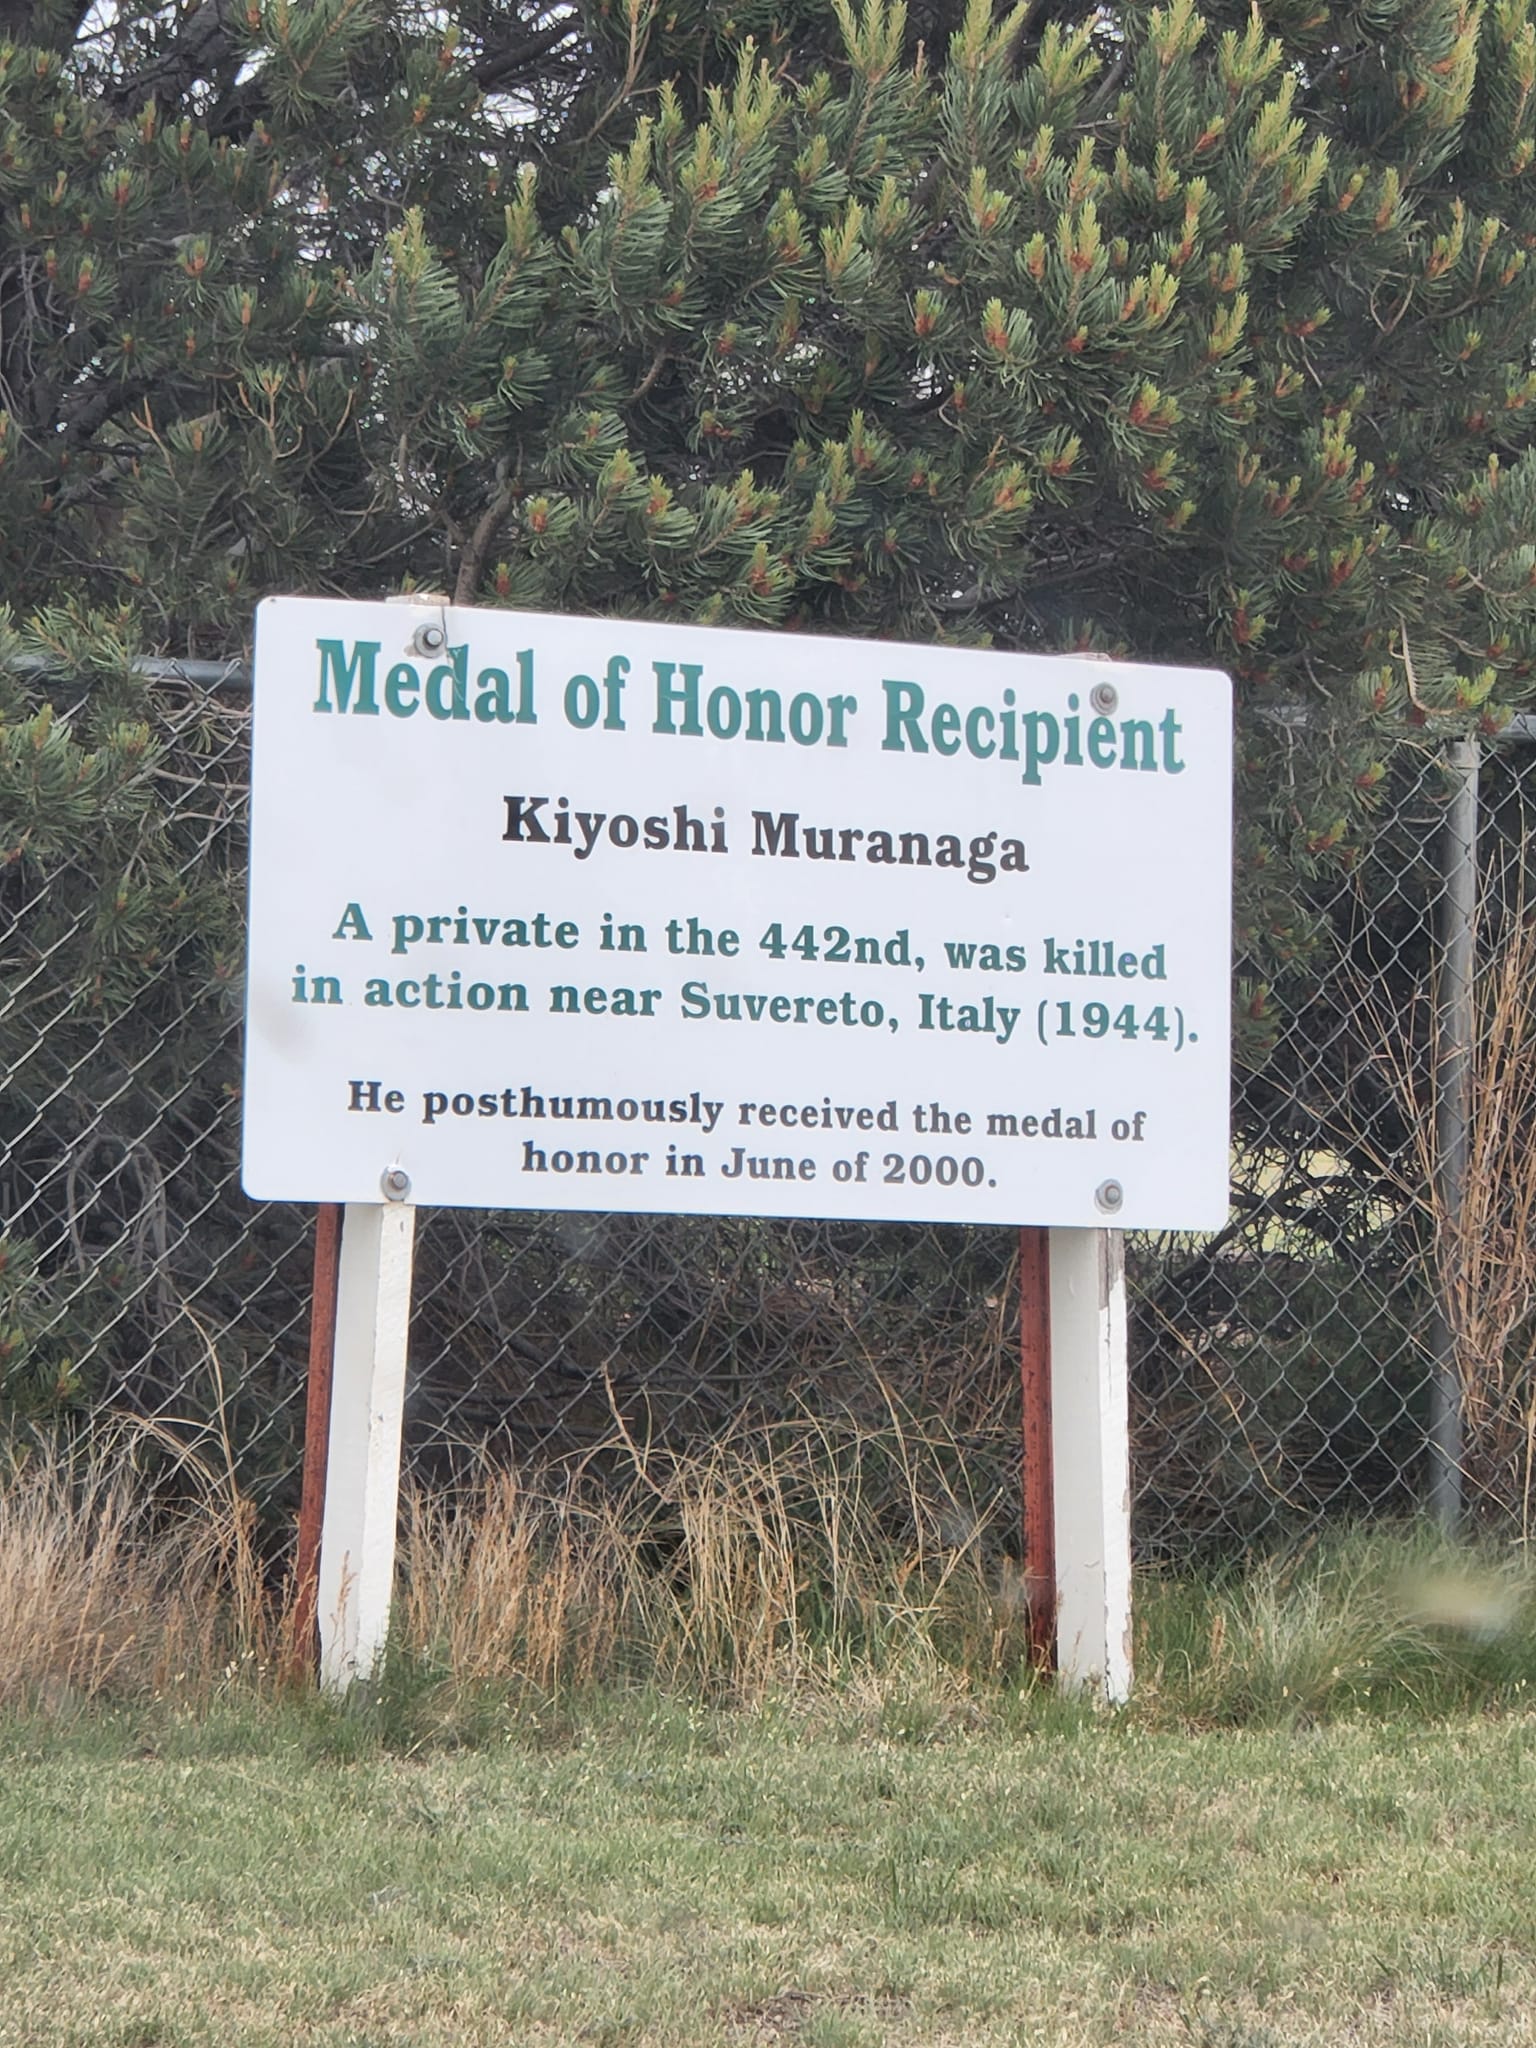 Medal of Honor Recipient
Kiyoshi Muranaga
A private in the 442nd, was killed
in action near Suvereto, Italy (1944).
He posthumously received the medal of
honor in June of 2000.